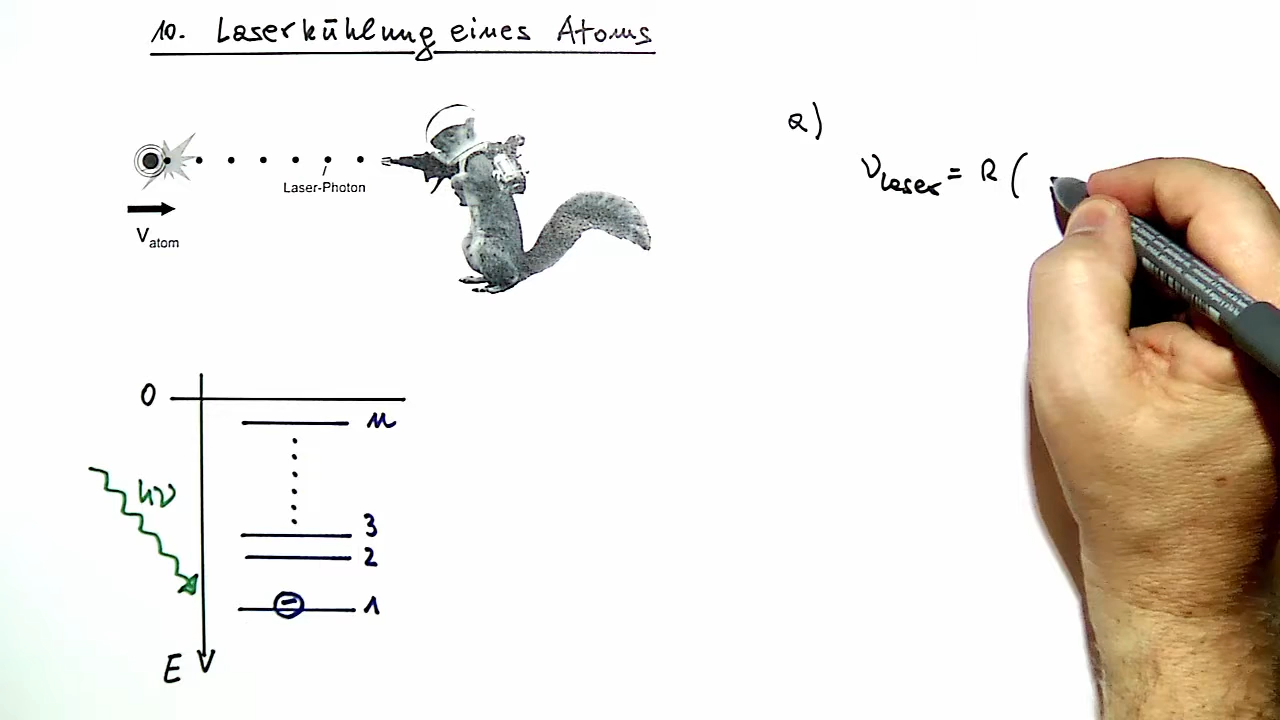 10. Laserkühlung eines Atoms
Laser-Photon
Vatom
a)
νLaser = R (
0
n
hν
3
2
1
E